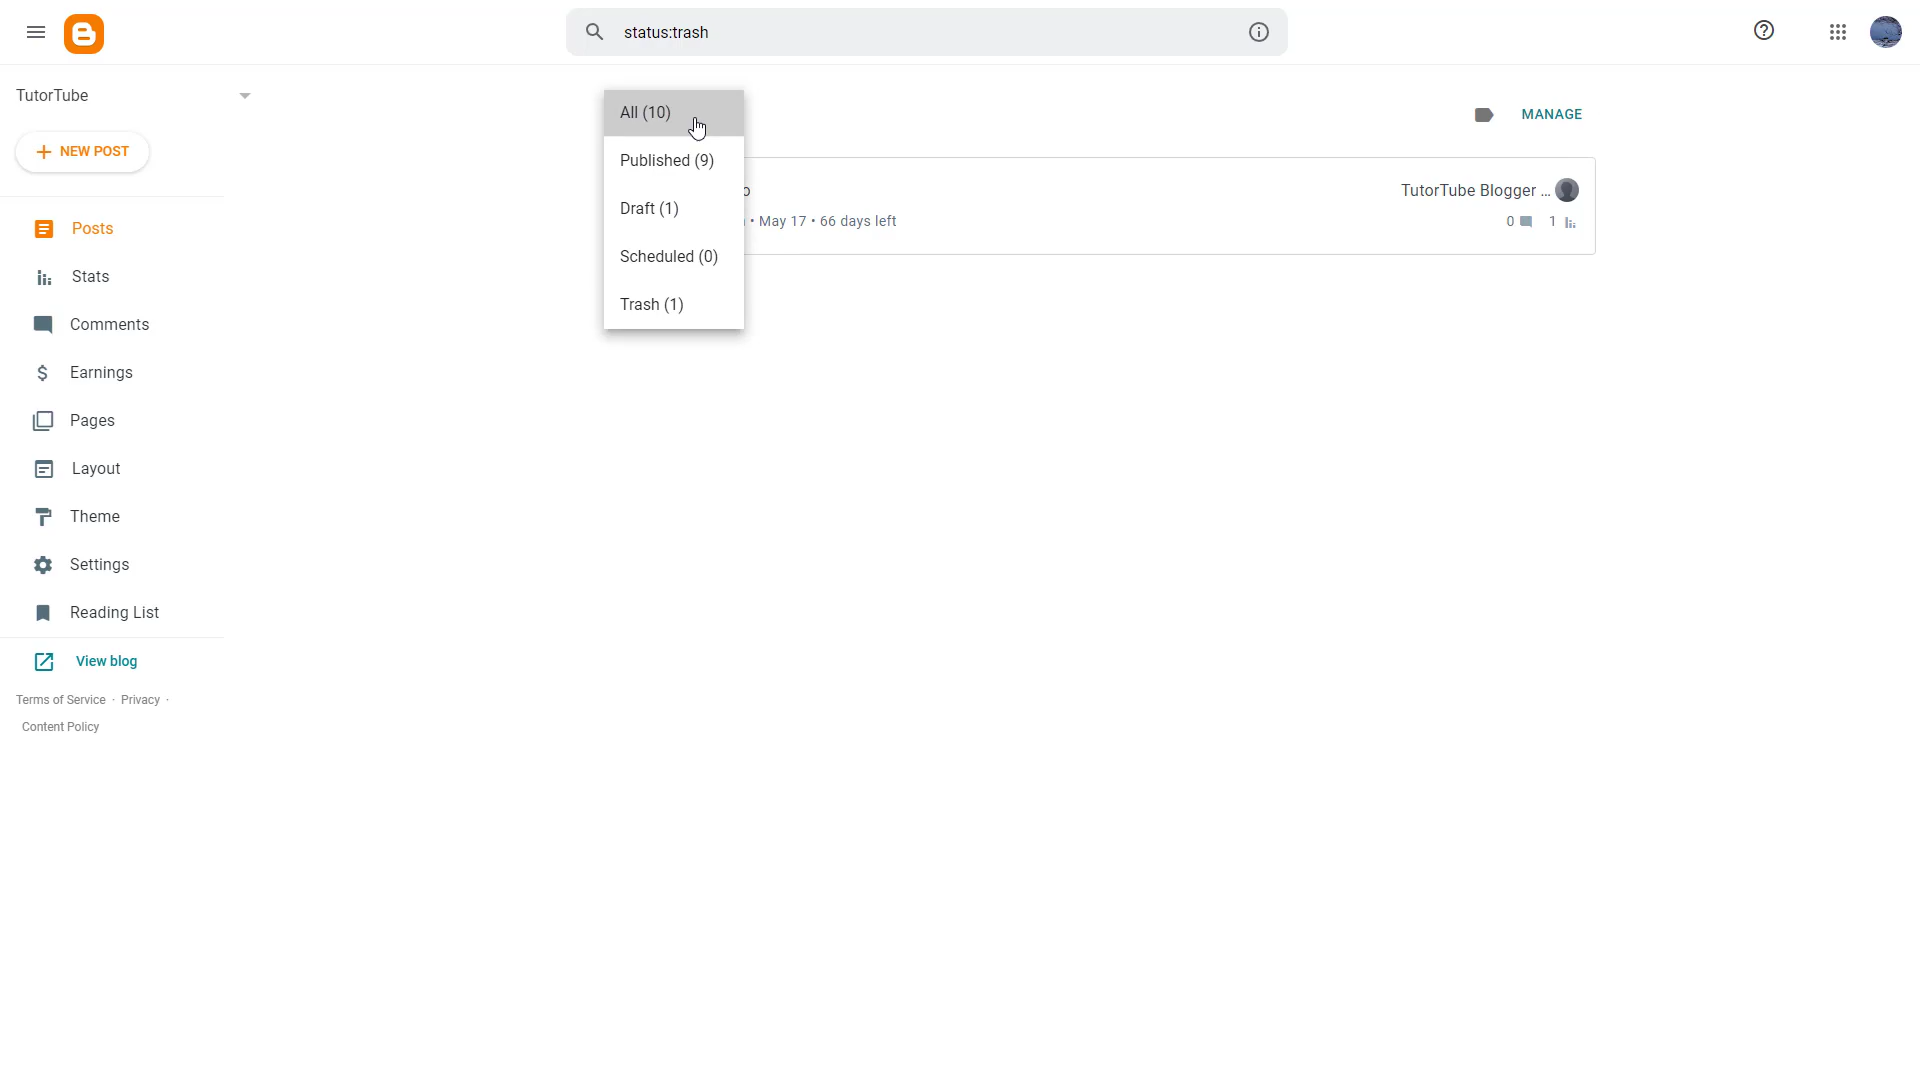 status:trash
TutorTube
NEW POST
Posts
Stats
Comments
Earnings
Pages
Layout
Theme
Settings
Reading List
View blog
Terms of Service · Privacy ·
Content Policy
All (10)
Published (9)
Draft (1)
Scheduled (0)
Trash (1)
MANAGE
TutorTube Blogger ...
• May 17 • 66 days left
0
1